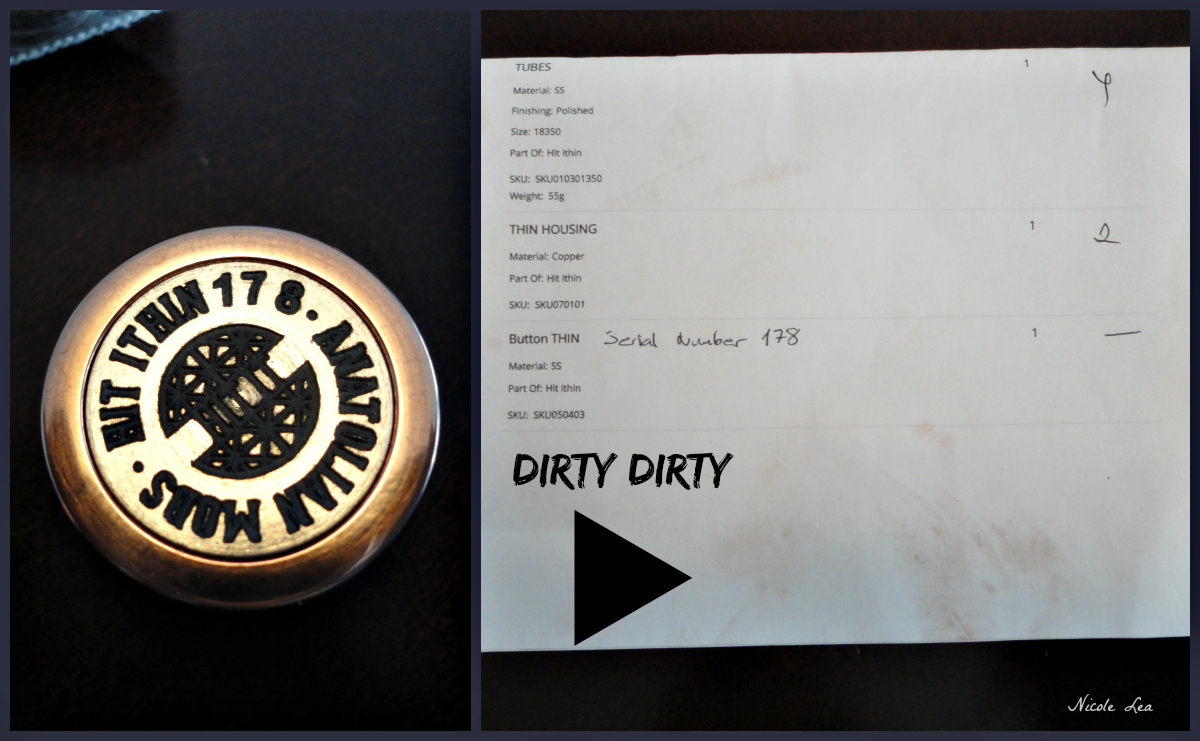 HIT ITHIN 178 · ANATOLIAN MODS ·
TUBES 1
Material: SS
Finishing: Polished
Size: 18350
Part Of: Hit Ithin
SKU: SKU010301350
Weight: 55g
THIN HOUSING 1 2
Material: Copper
Part Of: Hit Ithin
SKU: SKU070101
Button THIN Serial Number 178 1 —
Material: SS
Part Of: Hit Ithin
SKU: SKU050403
DIRTY DIRTY
Nicole Lea